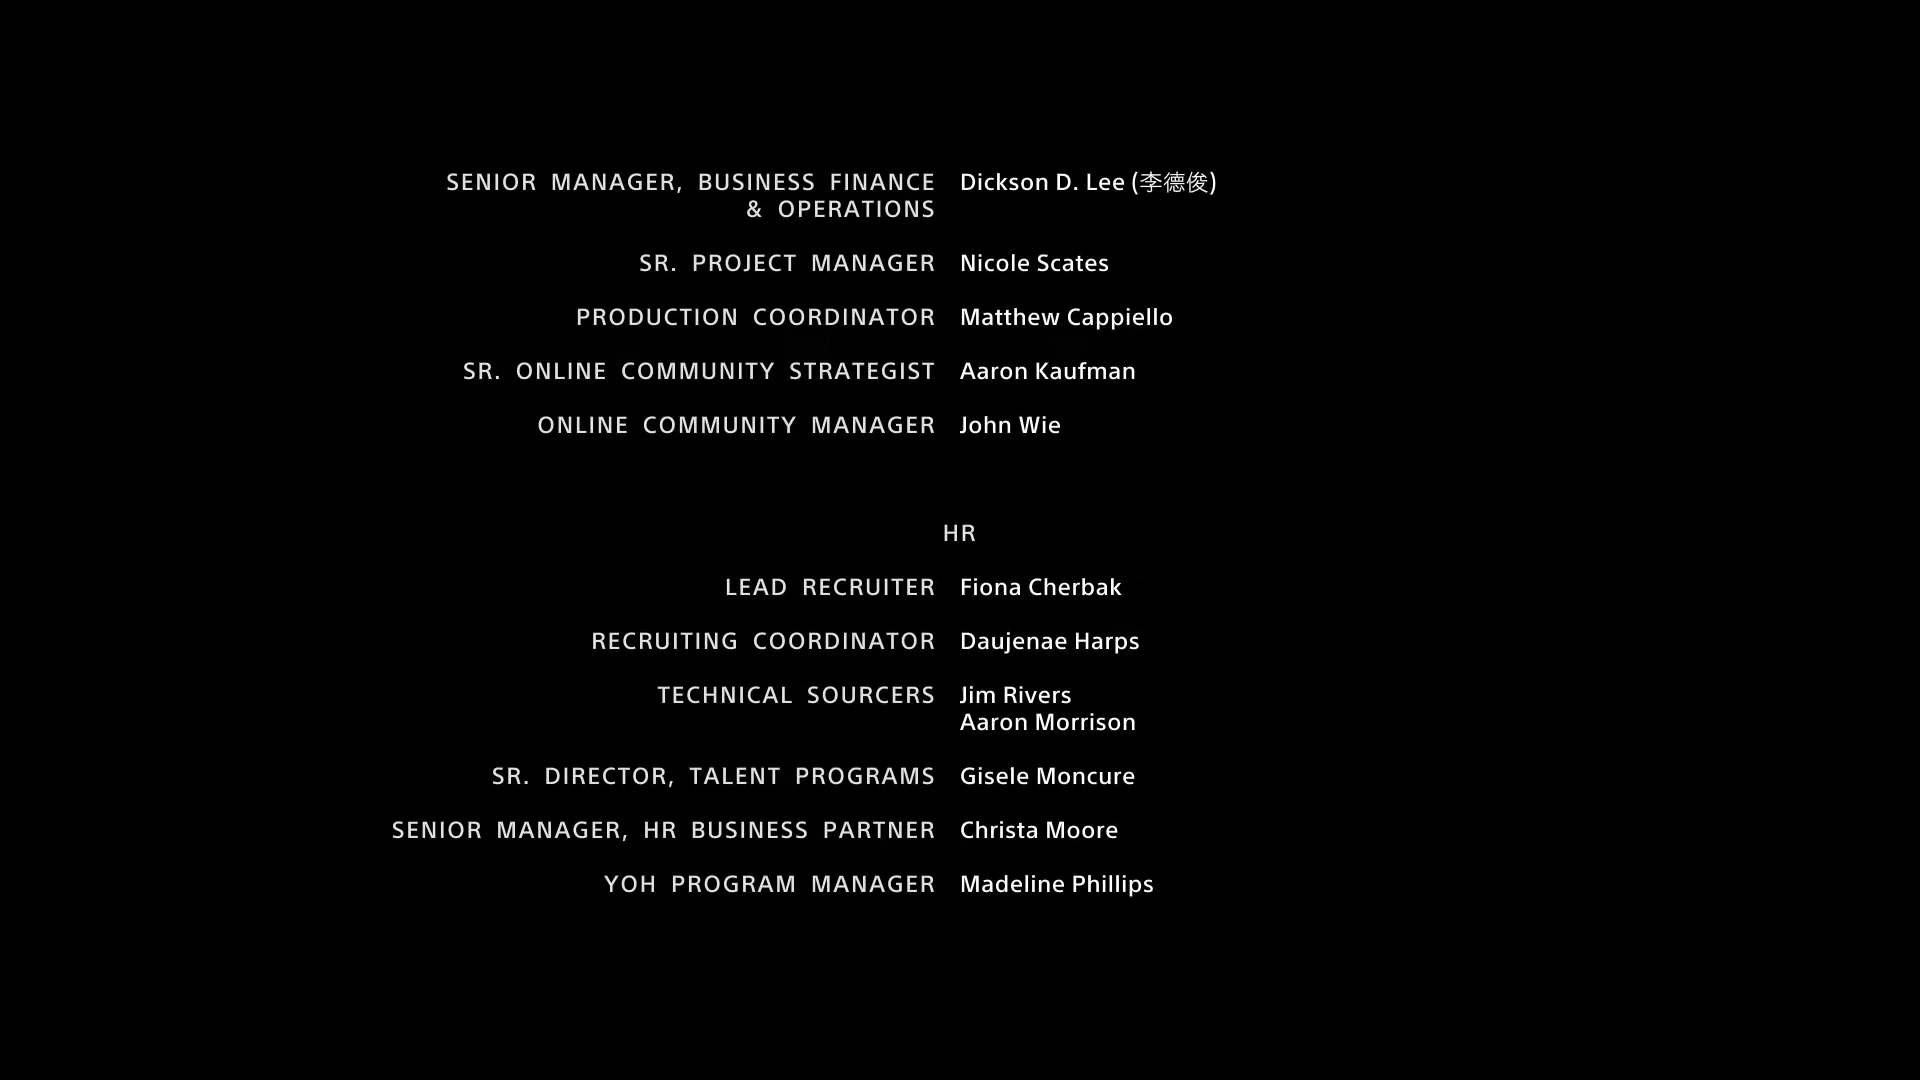 SENIOR MANAGER, BUSINESS FINANCE Dickson D. Lee (李德俊)
& OPERATIONS
SR. PROJECT MANAGER Nicole Scates
PRODUCTION COORDINATOR Matthew Cappiello
SR. ONLINE COMMUNITY STRATEGIST Aaron Kaufman
ONLINE COMMUNITY MANAGER John Wie
HR
LEAD RECRUITER Fiona Cherbak
RECRUITING COORDINATOR Daujenae Harps
TECHNICAL SOURCERS Jim Rivers
Aaron Morrison
SR. DIRECTOR, TALENT PROGRAMS Gisele Moncure
SENIOR MANAGER, HR BUSINESS PARTNER Christa Moore
YOH PROGRAM MANAGER Madeline Phillips